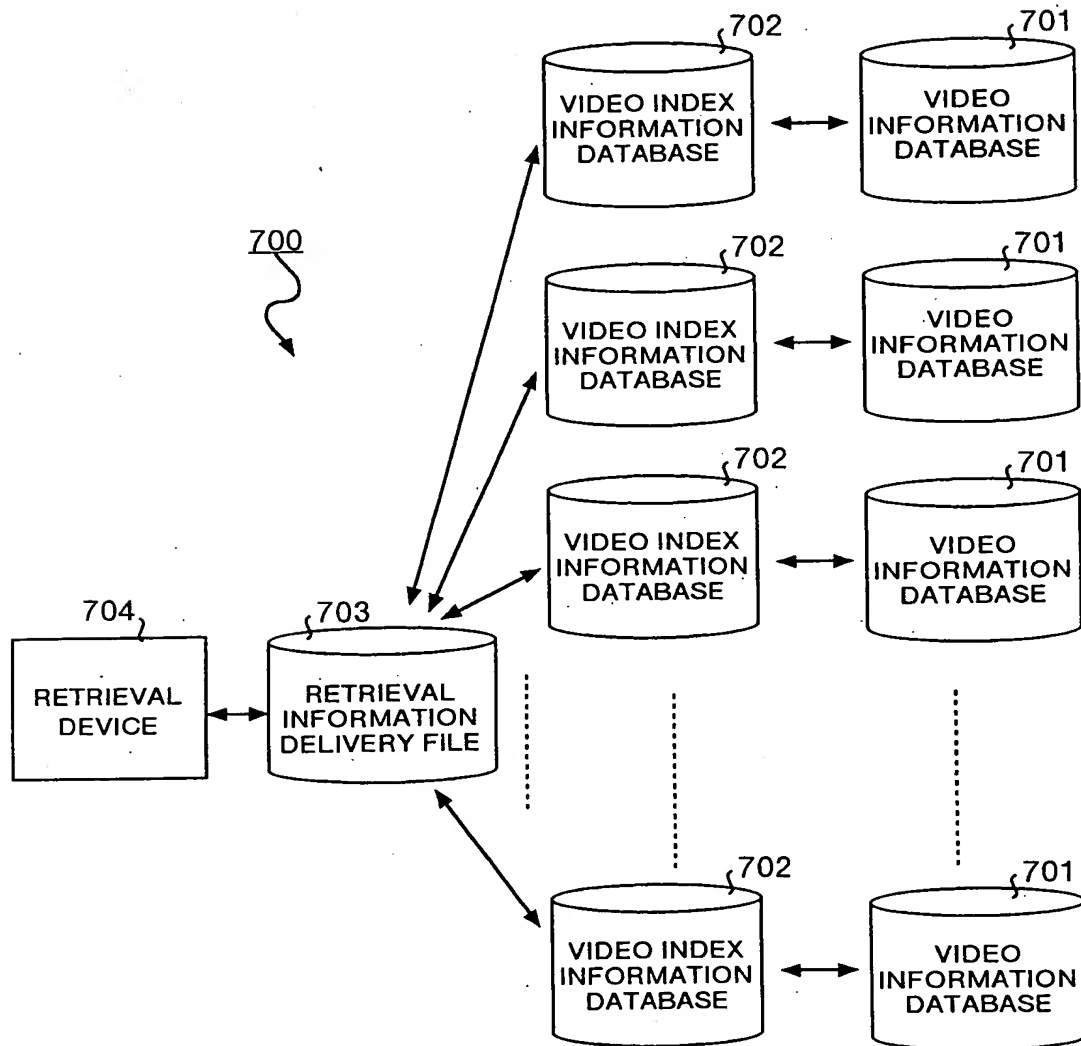 702
701
VIDEO INDEX
INFORMATION
DATABASE
VIDEO
INFORMATION
DATABASE
700
702
701
VIDEO INDEX
INFORMATION
DATABASE
VIDEO
INFORMATION
DATABASE
702
701
VIDEO INDEX
INFORMATION
DATABASE
VIDEO
INFORMATION
DATABASE
704
703
RETRIEVAL
DEVICE
RETRIEVAL
INFORMATION
DELIVERY FILE
702
701
VIDEO INDEX
INFORMATION
DATABASE
VIDEO
INFORMATION
DATABASE